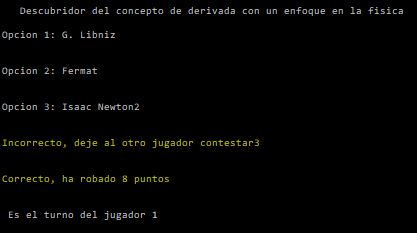 Descubridor del concepto de derivada con un enfoque en la fisica
Opcion 1: G. Libniz
Opcion 2: Fermat
Opcion 3: Isaac Newton2
Incorrecto, deje al otro jugador contestar3
Correcto, ha robado 8 puntos
Es el turno del jugador 1